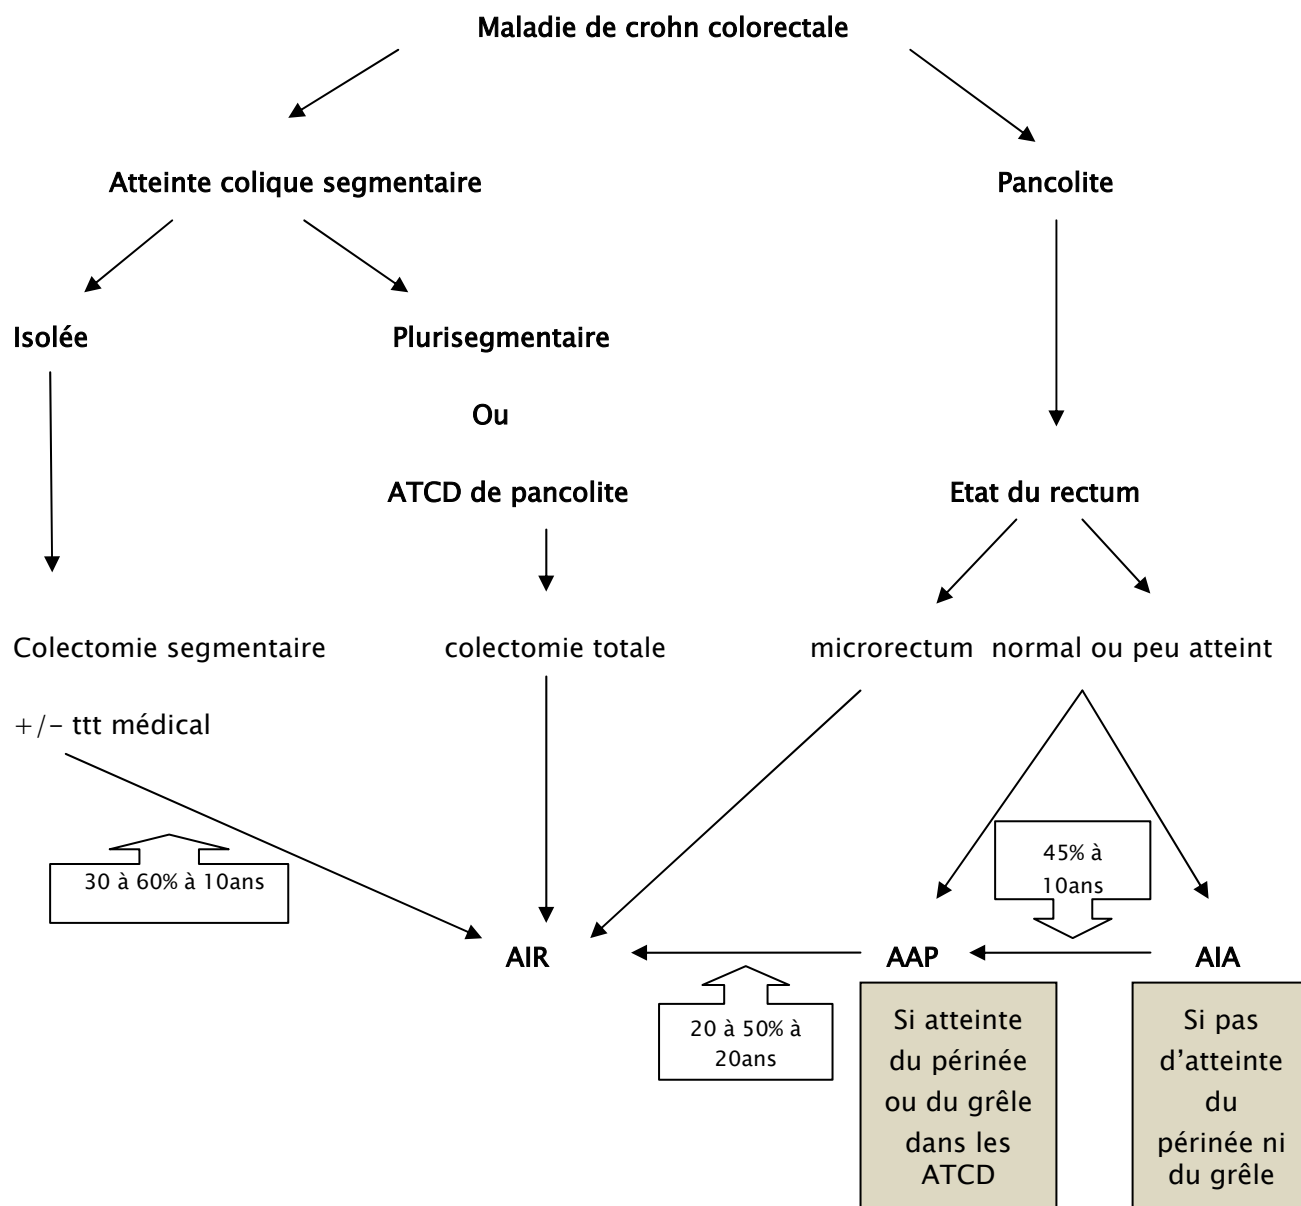 Maladie de crohn colorectale
Atteinte colique segmentaire
Pancolite
Isolée
Plurisegmentaire
Ou
ATCD de pancolite
Etat du rectum
Colectomie segmentaire
colectomie totale
microrectum
normal ou peu atteint
+/– ttt médical
30 à 60% à 10ans
45% à
10ans
AIR
AAP
AIA
20 à 50% à
20ans
Si atteinte
du périnée
ou du grêle
dans les
ATCD
Si pas
d’atteinte
du
périnée ni
du grêle